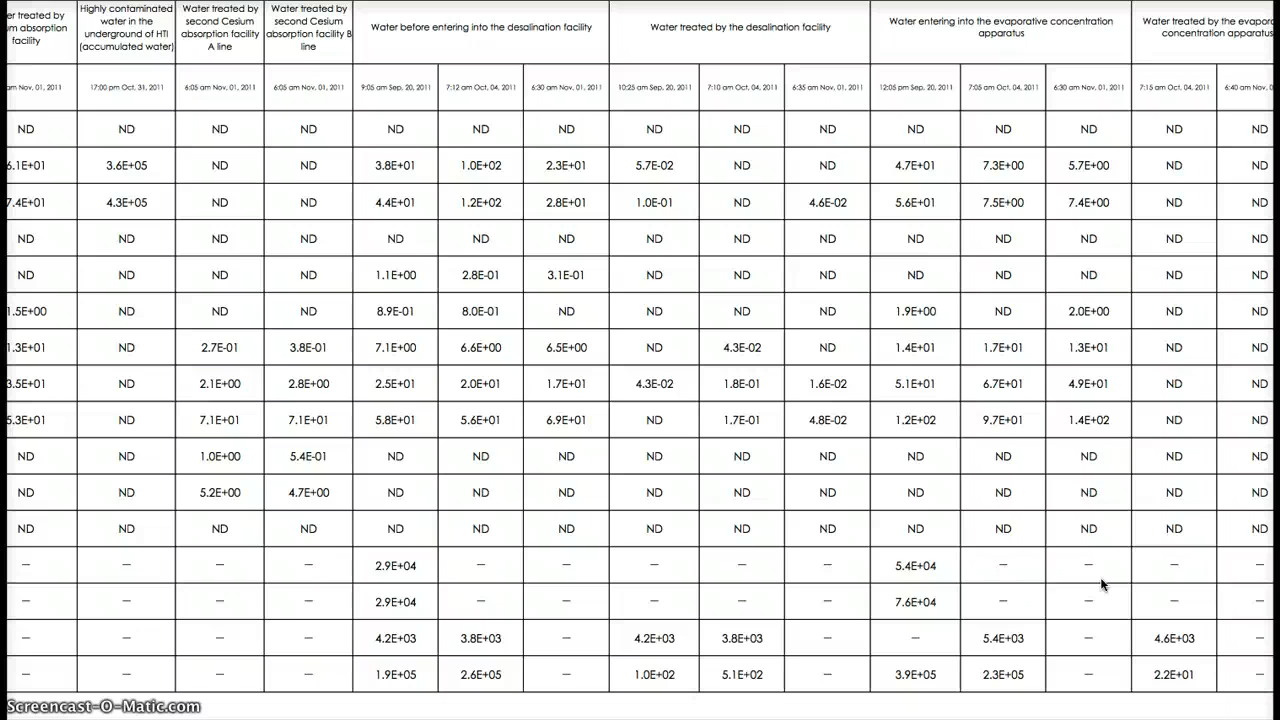 er treated by
m absorption
facility
Highly contaminated
water in the
underground of HTI
(accumulated water)
Water treated by
second Cesium
absorption facility
A line
Water treated by
second Cesium
absorption facility B
line
Water before entering into the desalination facility
Water treated by the desalination facility
Water entering into the evaporative concentration
apparatus
Water treated by the evapora
concentration apparatus
am Nov. 01, 2011 17:00 pm Oct. 31, 2011 6:05 am Nov. 01, 2011 6:05 am Nov. 01, 2011 9:05 am Sep. 20, 2011 7:12 am Oct. 04, 2011 6:30 am Nov. 01, 2011 10:25 am Sep. 20, 2011 7:10 am Oct. 04, 2011 6:35 am Nov. 01, 2011 12:05 pm Sep. 20, 2011 7:05 am Oct. 04, 2011 6:30 am Nov. 01, 2011 7:15 am Oct. 04, 2011 6:40 am Nov. 0
ND ND ND ND ND ND ND ND ND ND ND ND ND ND ND
6.1E+01 3.6E+05 ND ND 3.8E+01 1.0E+02 2.3E+01 5.7E-02 ND ND 4.7E+01 7.3E+00 5.7E+00 ND ND
7.4E+01 4.3E+05 ND ND 4.4E+01 1.2E+02 2.8E+01 1.0E-01 ND 4.6E-02 5.6E+01 7.5E+00 7.4E+00 ND ND
ND ND ND ND ND ND ND ND ND ND ND ND ND ND ND
ND ND ND ND 1.1E+00 2.8E-01 3.1E-01 ND ND ND ND ND ND ND ND
1.5E+00 ND ND ND 8.9E-01 8.0E-01 ND ND ND ND 1.9E+00 ND 2.0E+00 ND ND
1.3E+01 ND 2.7E-01 3.8E-01 7.1E+00 6.6E+00 6.5E+00 ND 4.3E-02 ND 1.4E+01 1.7E+01 1.3E+01 ND ND
3.5E+01 ND 2.1E+00 2.8E+00 2.5E+01 2.0E+01 1.7E+01 4.3E-02 1.8E-01 1.6E-02 5.1E+01 6.7E+01 4.9E+01 ND ND
5.3E+01 ND 7.1E+01 7.1E+01 5.8E+01 5.6E+01 6.9E+01 ND 1.7E-01 4.8E-02 1.2E+02 9.7E+01 1.4E+02 ND ND
ND ND 1.0E+00 5.4E-01 ND ND ND ND ND ND ND ND ND ND ND
ND ND 5.2E+00 4.7E+00 ND ND ND ND ND ND ND ND ND ND ND
ND ND ND ND ND ND ND ND ND ND ND ND ND ND ND
— — — — 2.9E+04 — — — — — 5.4E+04 — — — —
— — — — 2.9E+04 — — — — — 7.6E+04 — — — —
— — — — 4.2E+03 3.8E+03 — 4.2E+03 3.8E+03 — — 5.4E+03 — 4.6E+03 —
— — — — 1.9E+05 2.6E+05 — 1.0E+02 5.1E+02 — 3.9E+05 2.3E+05 — 2.2E+01 —
Screencast-O-Matic.com